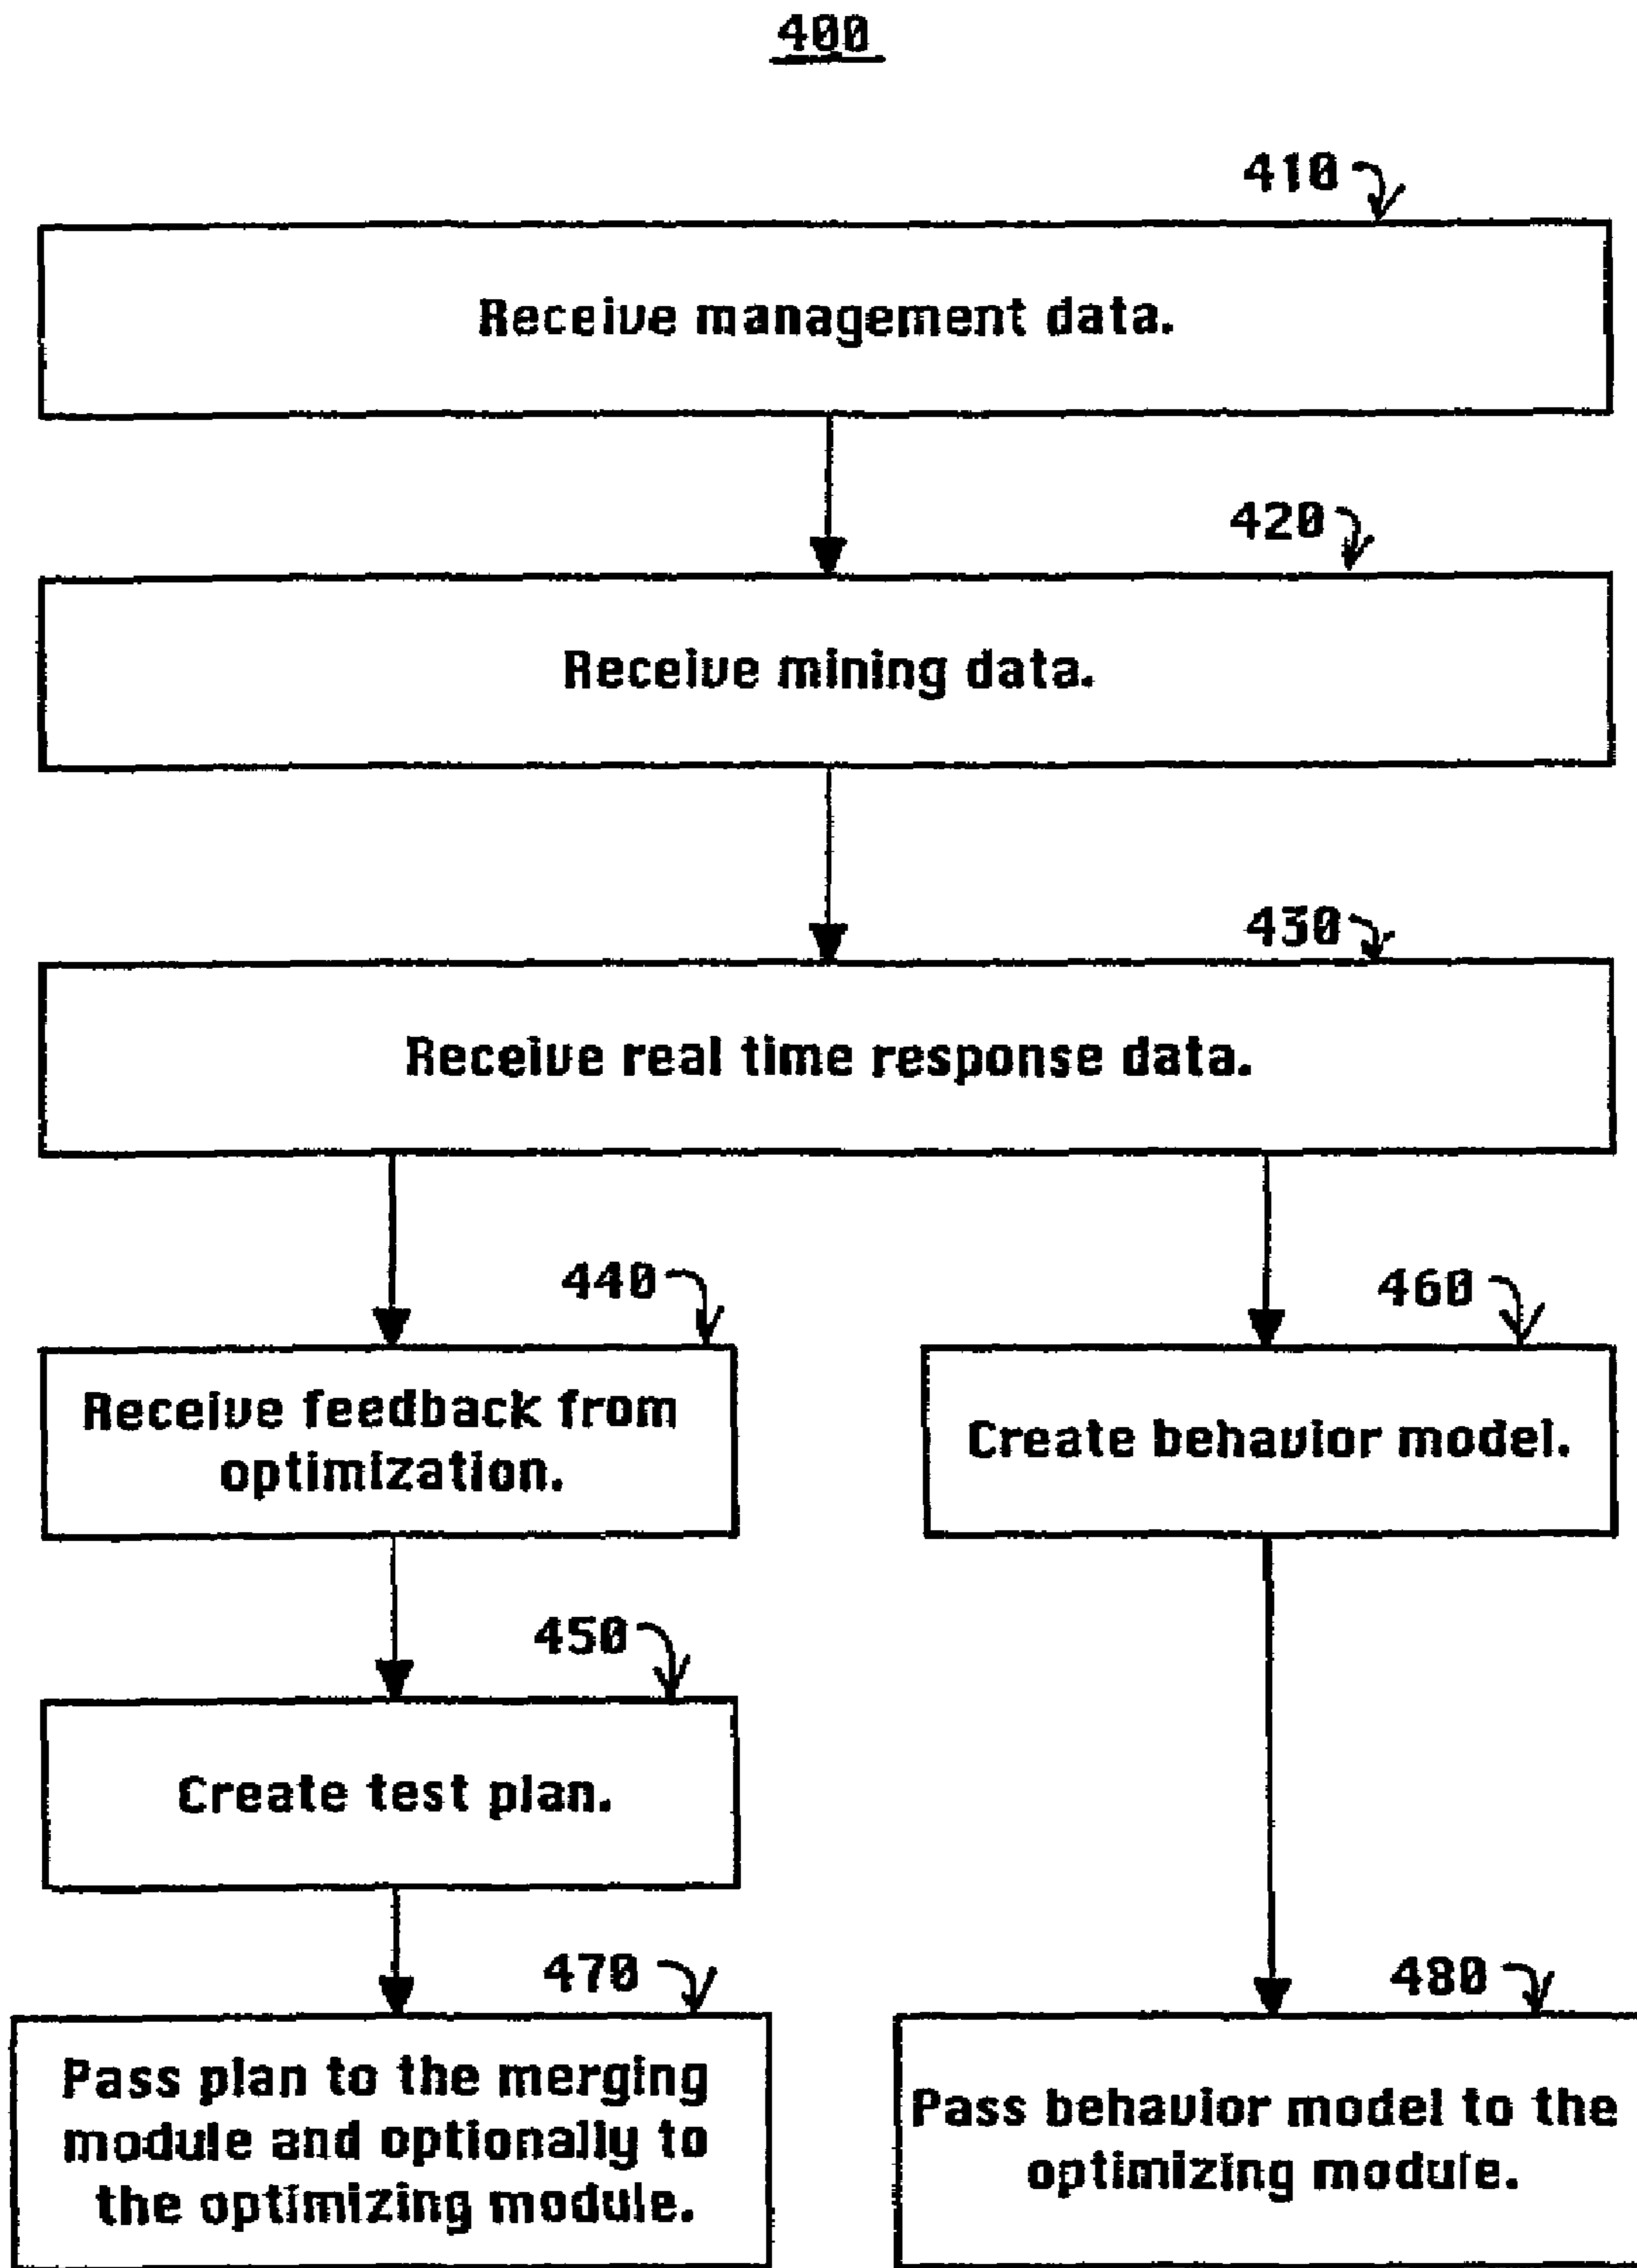 400
410
Receive management data.
420
Receive mining data.
430
Receive real time response data.
440
Receive feedback from
optimization.
460
Create behavior model.
450
Create test plan.
470
Pass plan to the merging
module and optionally to
the optimizing module.
480
Pass behavior model to the
optimizing module.